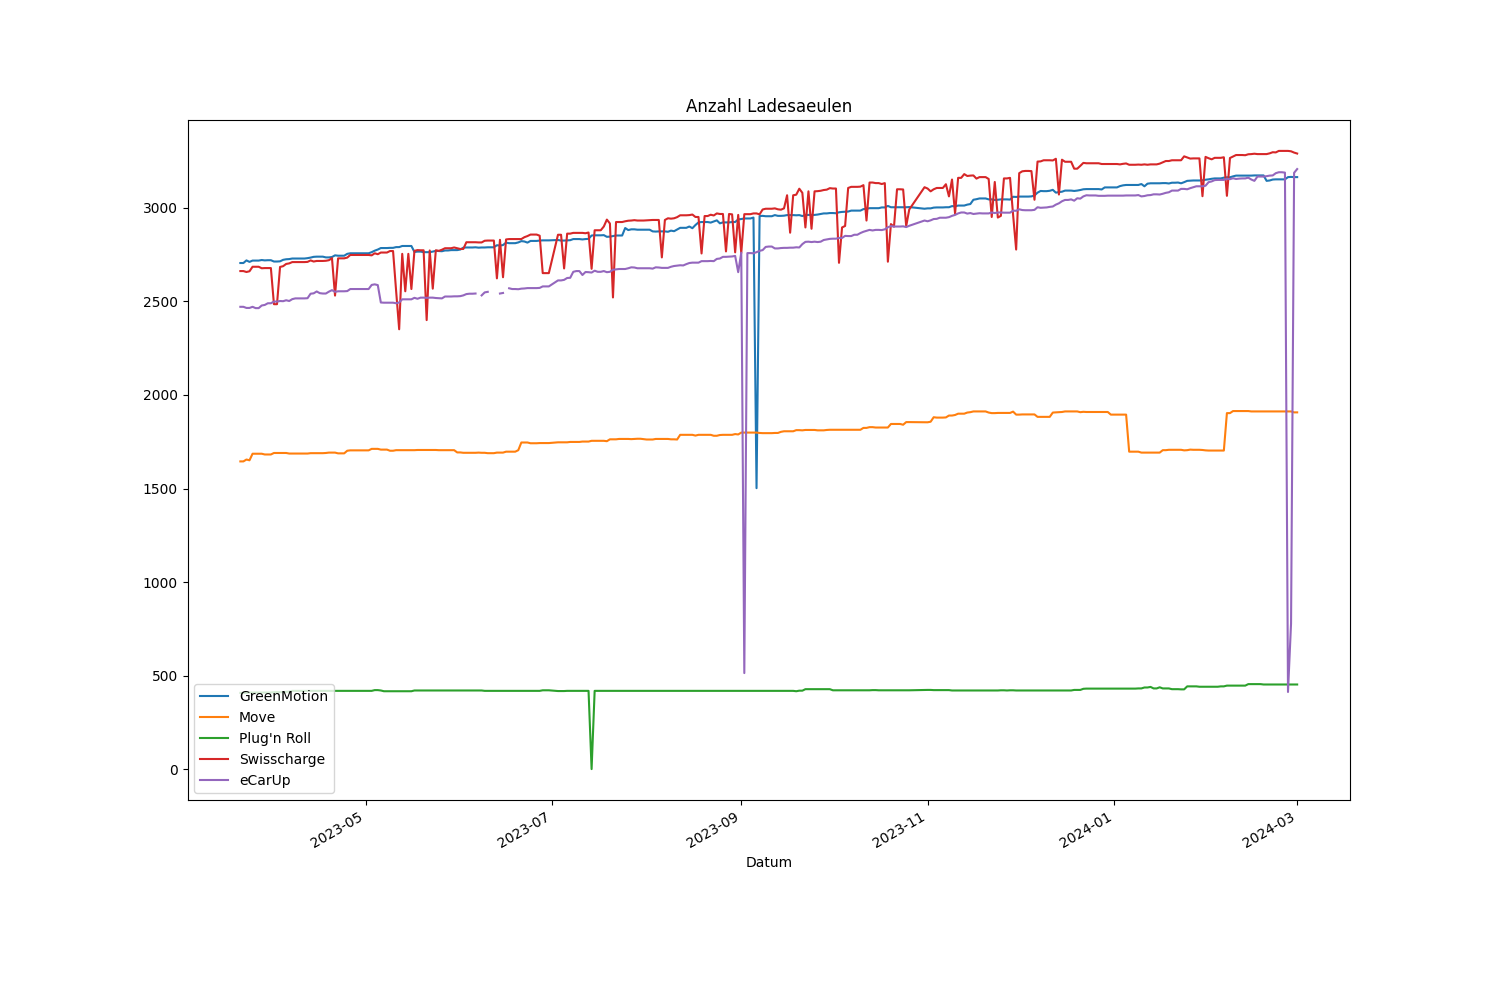 Anzahl Ladesaeulen
3000
2500
2000
1500
1000
500
0
GreenMotion
Move
Plug'n Roll
Swisscharge
eCarUp
2023-05
2023-07
2023-09
2023-11
2024-01
2024-03
Datum